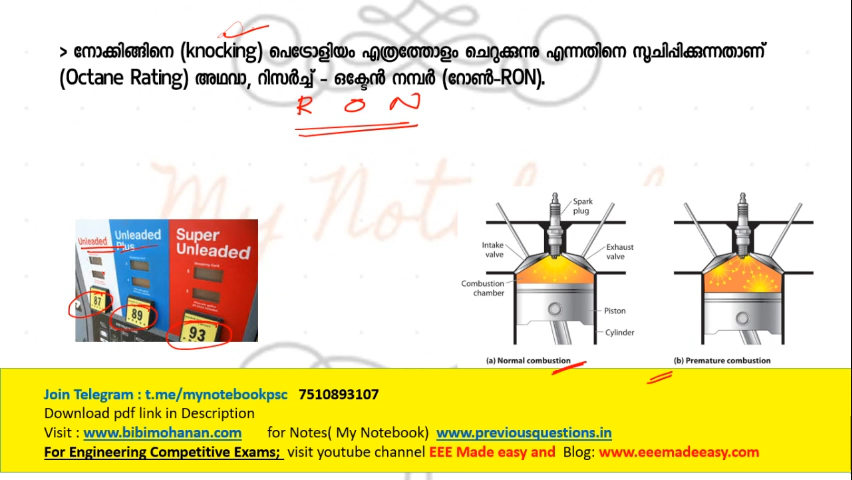 > നോക്കിങ്ങിനെ (knocking) പെട്രോളിയം എത്രത്തോളം ചെറുക്കുന്നു എന്നതിനെ സൂചിപ്പിക്കുന്നതാണ്
(Octane Rating) അഥവാ, റിസർച്ച് - ഒക്ടേൻ നമ്പർ (റോൺ-RON).
R O N
My Note
Unleaded
Unleaded Plus
Super Unleaded
87
89
93
Spark plug
Intake valve
Exhaust valve
Combustion chamber
Piston
Cylinder
(a) Normal combustion
(b) Premature combustion
Join Telegram : t.me/mynotebookpsc 7510893107
Download pdf link in Description
Visit : www.bibimohanan.com for Notes( My Notebook) www.previousquestions.in
For Engineering Competitive Exams; visit youtube channel EEE Made easy and Blog: www.eeemadeeasy.com